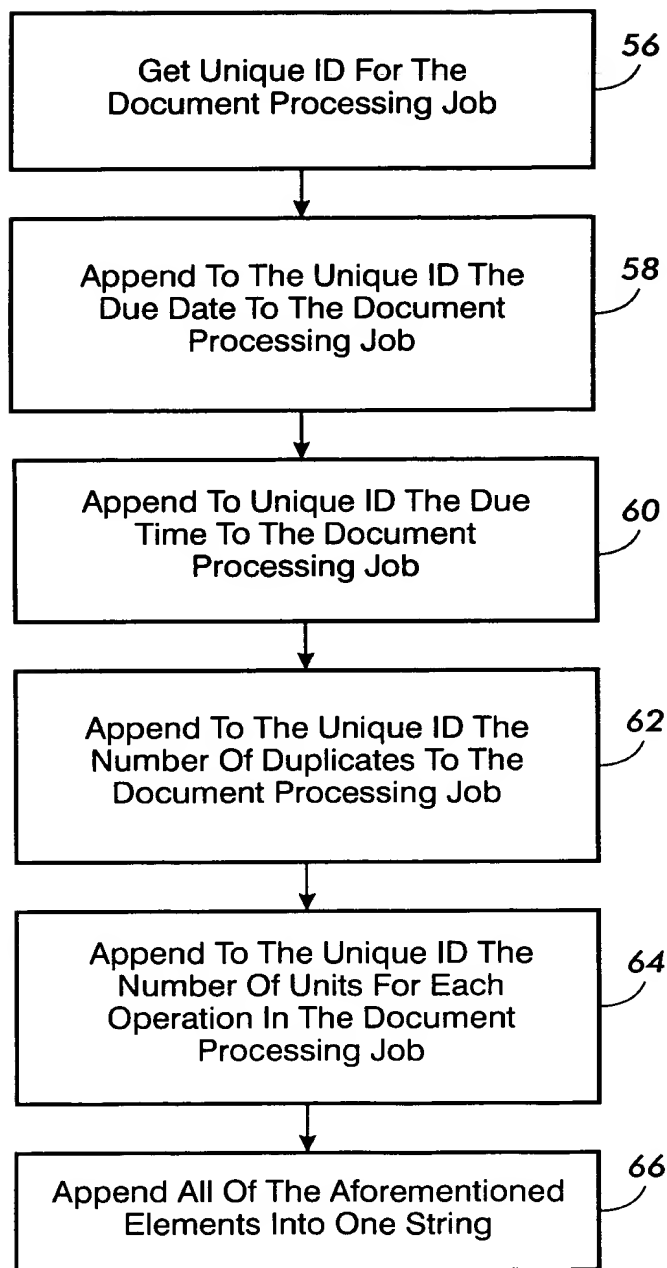 Get Unique ID For The
Document Processing Job
56
Append To The Unique ID The
Due Date To The Document
Processing Job
58
Append To Unique ID The Due
Time To The Document
Processing Job
60
Append To The Unique ID The
Number Of Duplicates To The
Document Processing Job
62
Append To The Unique ID The
Number Of Units For Each
Operation In The Document
Processing Job
64
Append All Of The Aforementioned
Elements Into One String
66